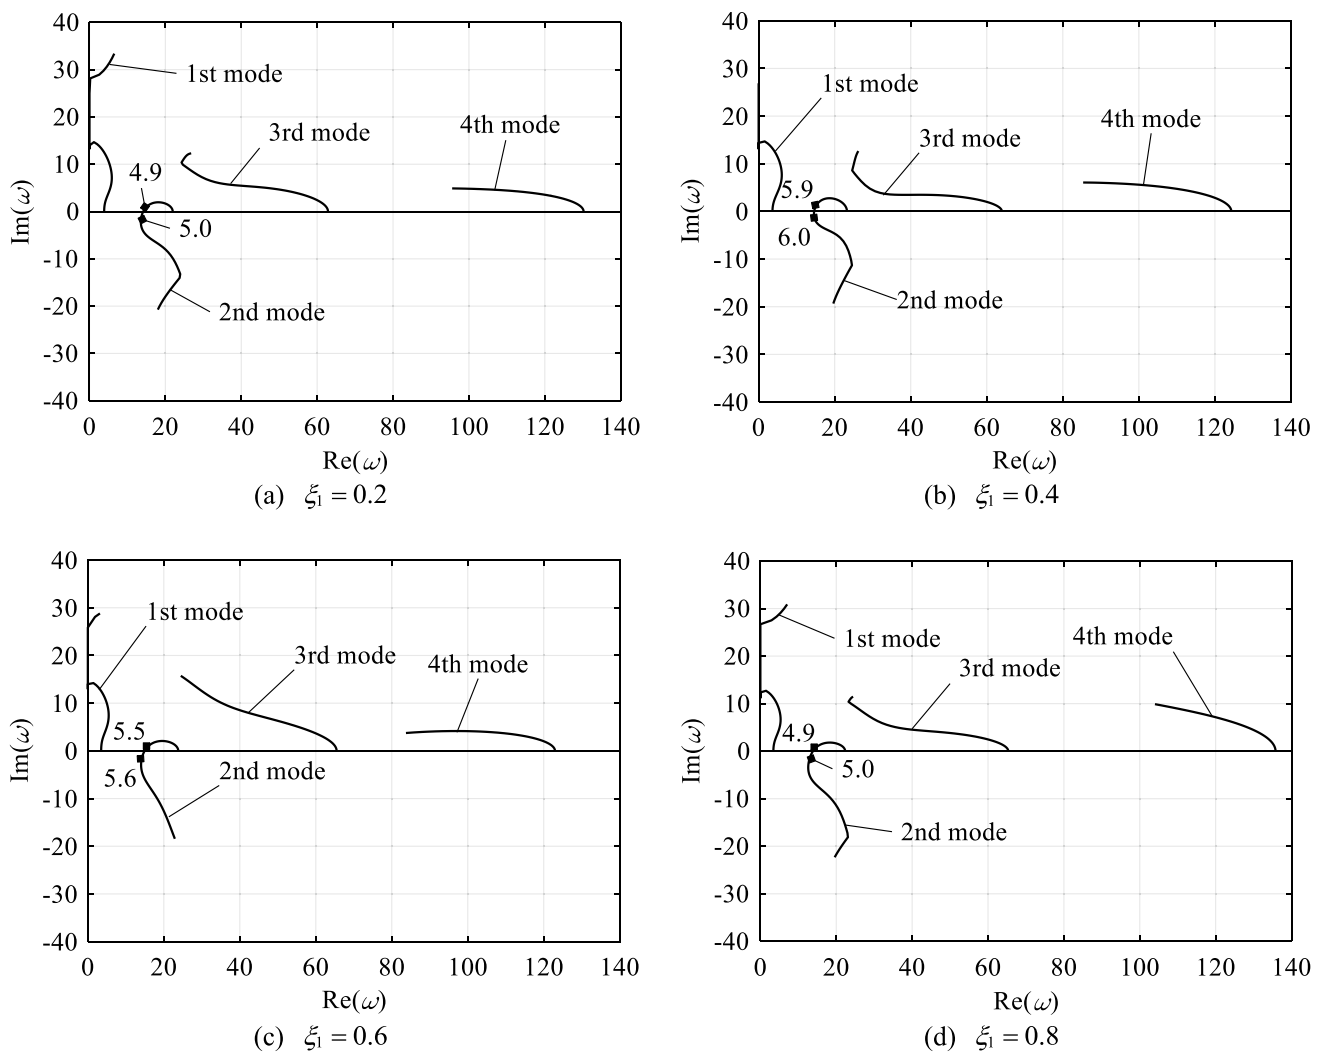 40
30
20
10
0
-10
-20
-30
-40
Im(ω)
1st mode
3rd mode
4th mode
4.9
5.0
2nd mode
0 20 40 60 80 100 120 140
Re(ω)
(a) ξ₁ = 0.2
40
30
20
10
0
-10
-20
-30
-40
Im(ω)
1st mode
4th mode
3rd mode
5.9
6.0
2nd mode
0 20 40 60 80 100 120 140
Re(ω)
(b) ξ₁ = 0.4
40
30
20
10
0
-10
-20
-30
-40
Im(ω)
1st mode
3rd mode
4th mode
5.5
5.6
2nd mode
0 20 40 60 80 100 120 140
Re(ω)
(c) ξ₁ = 0.6
40
30
20
10
0
-10
-20
-30
-40
Im(ω)
1st mode
4th mode
3rd mode
4.9
5.0
2nd mode
0 20 40 60 80 100 120 140
Re(ω)
(d) ξ₁ = 0.8